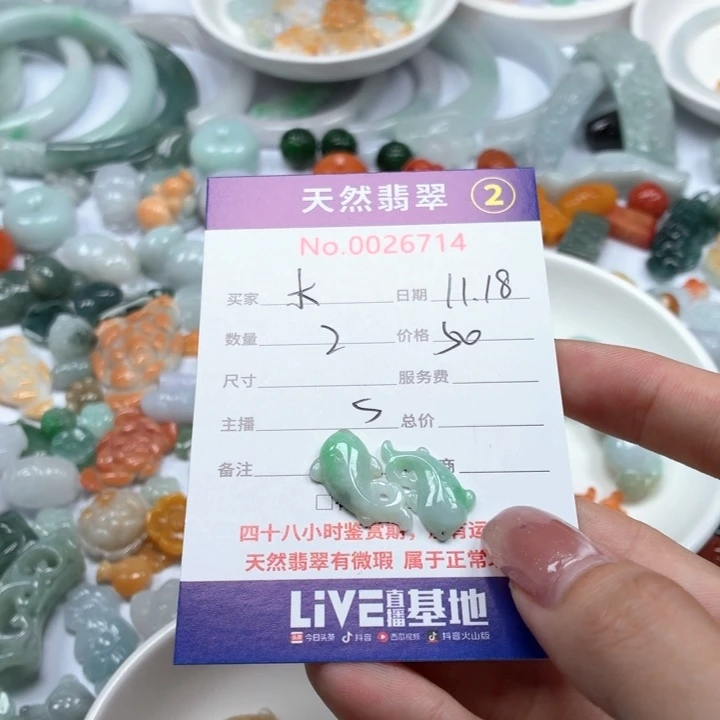 天然翡翠 ②
No.0026714
买家 水 日期 11.18
数量 2 价格 50
尺寸 服务费
主播 S 总价
备注 商
四十八小时鉴赏期，
天然翡翠有微瑕 属于正常
LiVE直播基地
今日头条 抖音 西瓜视频 抖音火山版